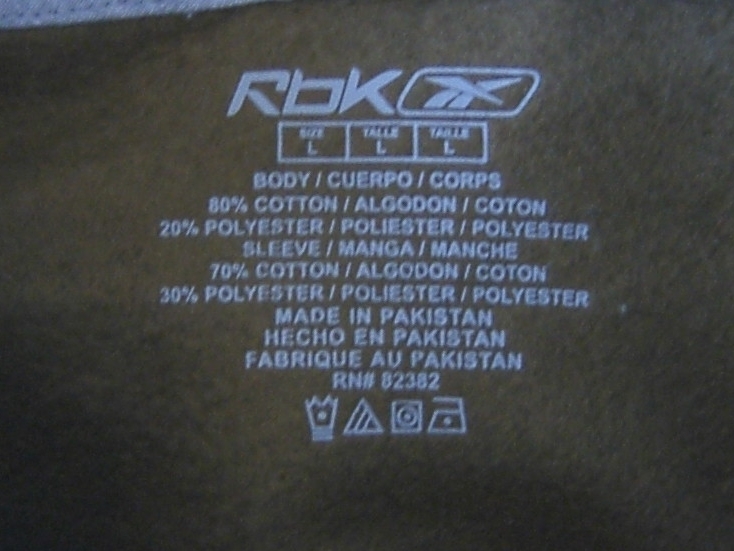 RbK
SIZE TALLE TAILLE
L L L
BODY / CUERPO / CORPS
80% COTTON / ALGODON / COTON
20% POLYESTER / POLIESTER / POLYESTER
SLEEVE / MANGA / MANCHE
70% COTTON / ALGODON / COTON
30% POLYESTER / POLIESTER / POLYESTER
MADE IN PAKISTAN
HECHO EN PAKISTAN
FABRIQUE AU PAKISTAN
RN# 82382